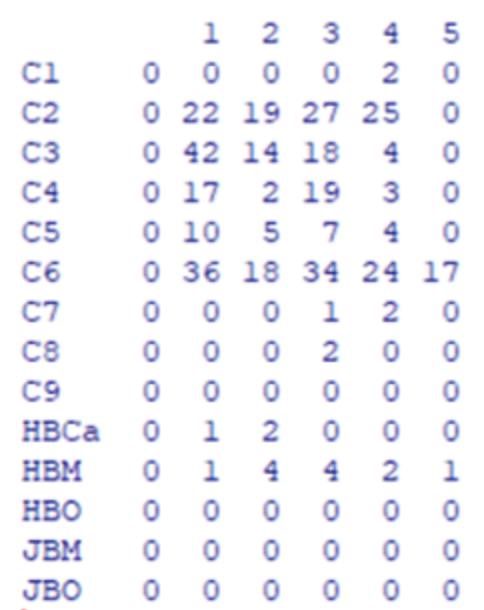 1 2 3 4 5
C1 0 0 0 0 2 0
C2 0 22 19 27 25 0
C3 0 42 14 18 4 0
C4 0 17 2 19 3 0
C5 0 10 5 7 4 0
C6 0 36 18 34 24 17
C7 0 0 0 1 2 0
C8 0 0 0 2 0 0
C9 0 0 0 0 0 0
HBCa 0 1 2 0 0 0
HBM 0 1 4 4 2 1
HBO 0 0 0 0 0 0
JBM 0 0 0 0 0 0
JBO 0 0 0 0 0 0